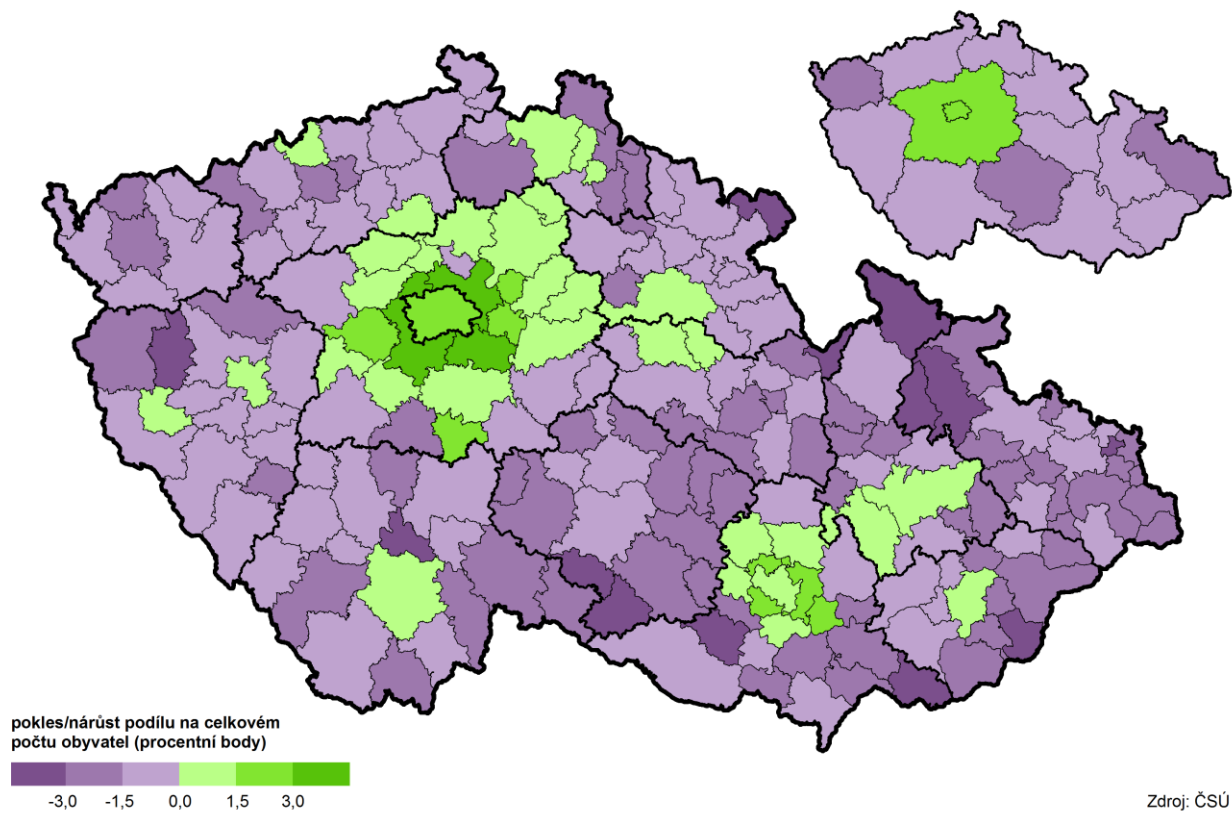 pokles/nárůst podílu na celkovém
počtu obyvatel (procentní body)
-3,0 -1,5 0,0 1,5 3,0
Zdroj: ČSÚ